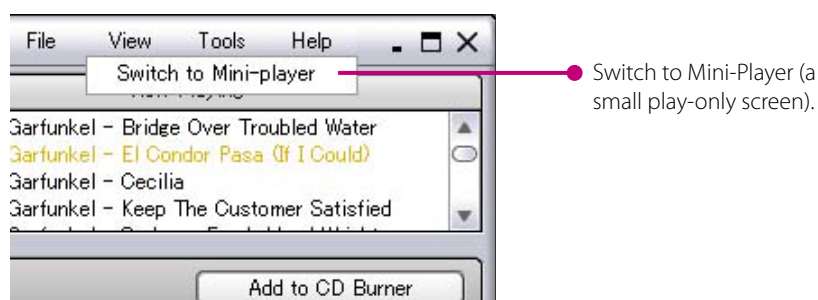 File View Tools Help
Switch to Mini-player
Garfunkel - Bridge Over Troubled Water
Garfunkel - El Condor Pasa (If I Could)
Garfunkel - Cecilia
Garfunkel - Keep The Customer Satisfied
Add to CD Burner
Switch to Mini-Player (a
small play-only screen).